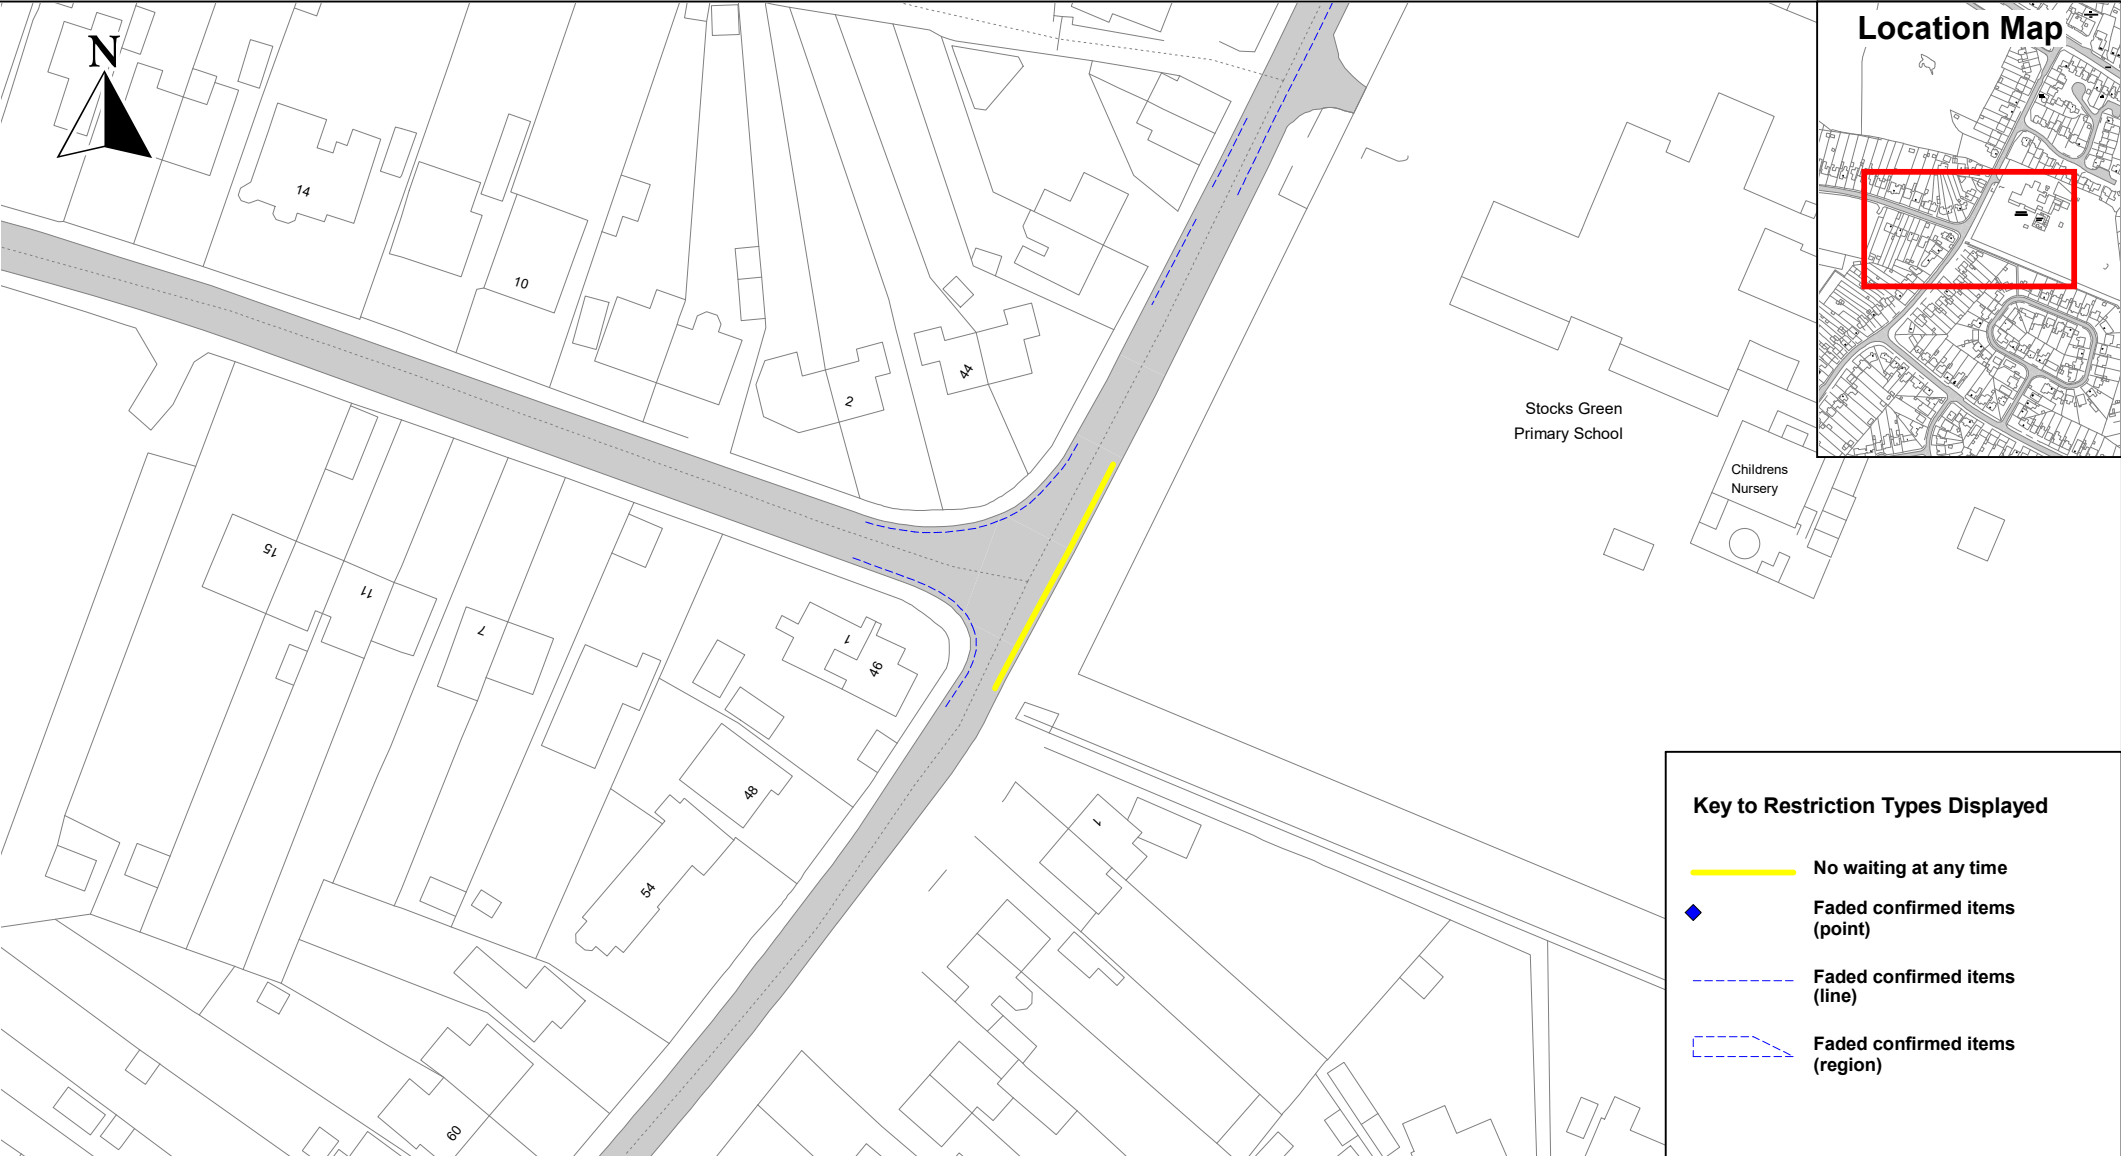 N
Location Map
14
10
2
44
Stocks Green
Primary School
Childrens
Nursery
15
11
7
1
46
48
54
1
60
Key to Restriction Types Displayed
No waiting at any time
Faded confirmed items
(point)
Faded confirmed items
(line)
Faded confirmed items
(region)